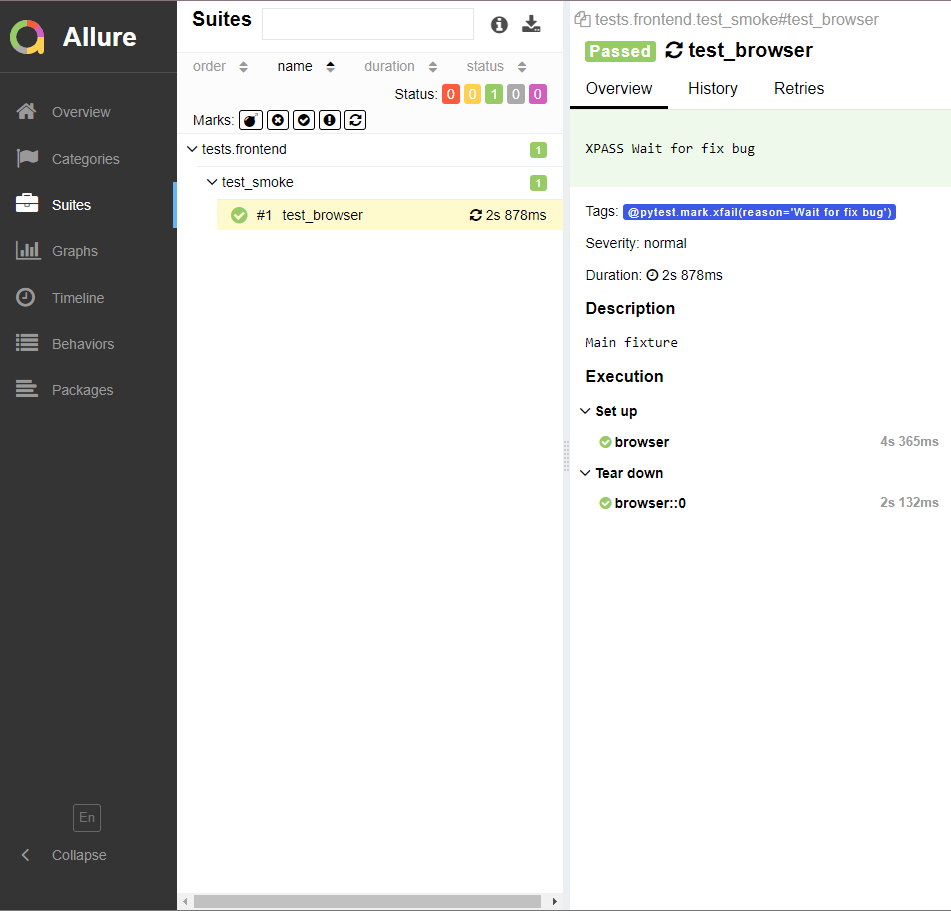 Allure
Overview
Categories
Suites
Graphs
Timeline
Behaviors
Packages
En
Collapse
Suites
order name duration status
Status: 0 0 1 0 0
Marks:
tests.frontend 1
test_smoke 1
#1 test_browser 2s 878ms
tests.frontend.test_smoke#test_browser
Passed test_browser
Overview History Retries
XPASS Wait for fix bug
Tags: @pytest.mark.xfail(reason='Wait for fix bug')
Severity: normal
Duration: 2s 878ms
Description
Main fixture
Execution
Set up
browser 4s 365ms
Tear down
browser::0 2s 132ms